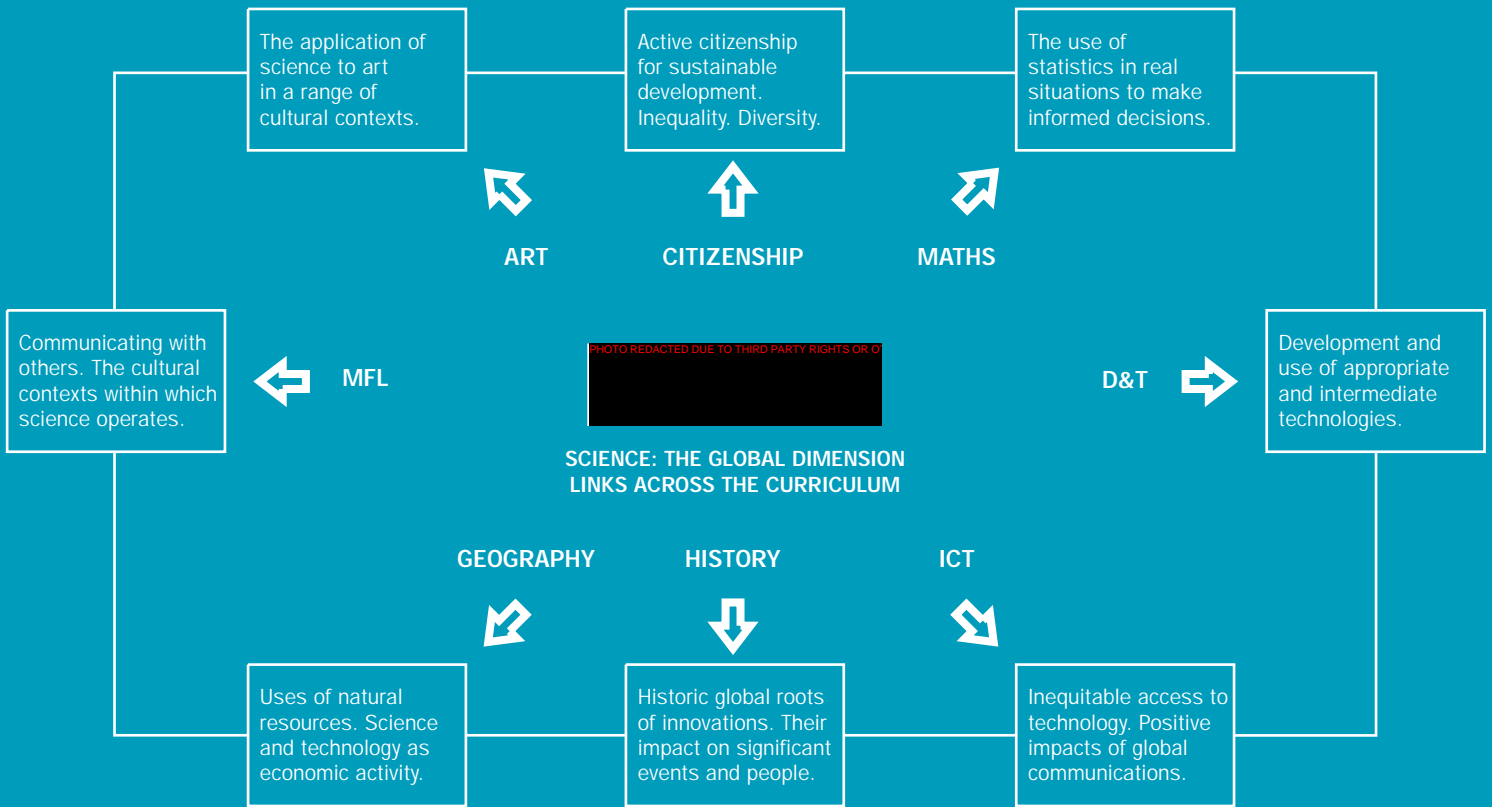 The application of
science to art
in a range of
cultural contexts.
Active citizenship
for sustainable
development.
Inequality. Diversity.
The use of
statistics in real
situations to make
informed decisions.
ART
CITIZENSHIP
MATHS
Communicating with
others. The cultural
contexts within which
science operates.
MFL
PHOTO REDACTED DUE TO THIRD PARTY RIGHTS OR
D&T
Development and
use of appropriate
and intermediate
technologies.
SCIENCE: THE GLOBAL DIMENSION
LINKS ACROSS THE CURRICULUM
GEOGRAPHY
HISTORY
ICT
Uses of natural
resources. Science
and technology as
economic activity.
Historic global roots
of innovations. Their
impact on significant
events and people.
Inequitable access to
technology. Positive
impacts of global
communications.